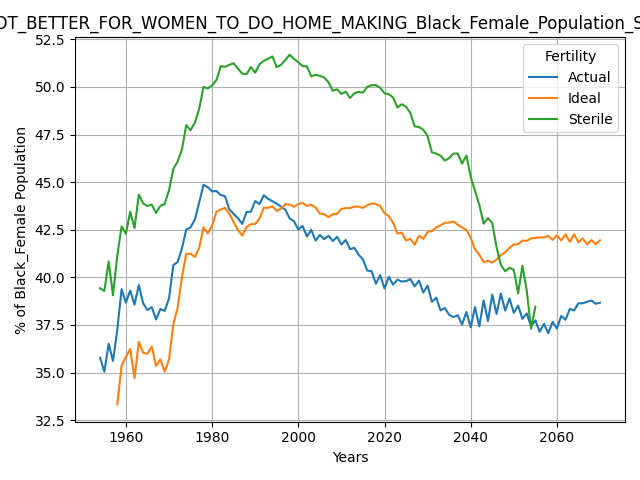 OT_BETTER_FOR_WOMEN_TO_DO_HOME_MAKING_Black_Female_Population_S
Fertility
Actual
Ideal
Sterile
% of Black_Female Population
52.5
50.0
47.5
45.0
42.5
40.0
37.5
35.0
32.5
1960
1980
2000
2020
2040
2060
Years